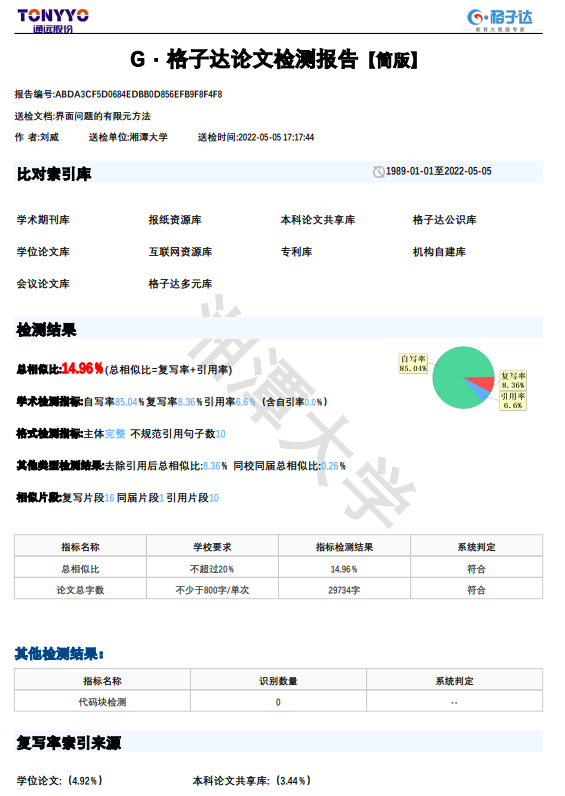 TONYYO
通远股份
格子达
教育大数据专家
G · 格子达论文检测报告【简版】
报告编号:ABDA3CF5D0684EDBB0D856EFB9F8F4F8
送检文档:界面问题的有限元方法
作 者:刘威 送检单位:湘潭大学 送检时间:2022-05-05 17:17:44
比对索引库 1989-01-01至2022-05-05
学术期刊库 报纸资源库 本科论文共享库 格子达公识库
学位论文库 互联网资源库 专利库 机构自建库
会议论文库 格子达多元库
检测结果
总相似比:14.96%(总相似比=复写率+引用率)
学术检测指标:自写率85.04%复写率8.36%引用率6.6% (含自引率0.0%)
格式检测指标:主体完整 不规范引用句子数10
其他类型检测结果:去除引用后总相似比:8.36% 同校同届总相似比:0.26%
相似片段:复写片段16 同届片段1 引用片段10
自写率
85.04%
复写率
8.36%
引用率
6.6%
湘潭大学
指标名称 学校要求 指标检测结果 系统判定
总相似比 不超过20% 14.96% 符合
论文总字数 不少于800字/单次 29734字 符合
其他检测结果:
指标名称 识别数量 系统判定
代码块检测 0 --
复写率索引来源
学位论文库:(4.92%) 本科论文共享库:(3.44%)